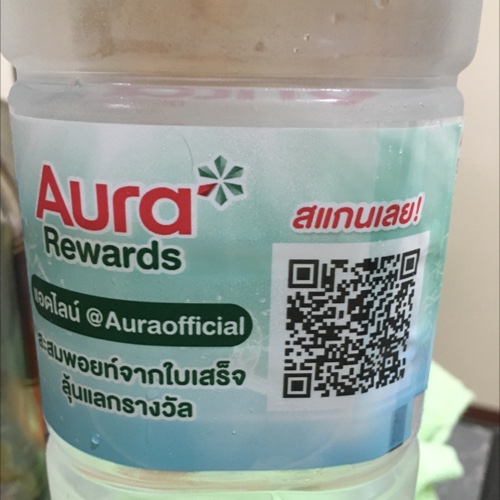 Aura
Rewards
แอดไลน์ @Auraofficial
สะสมพอยท์จากใบเสร็จ
ลุ้นแลกรางวัล
สแกนเลย!